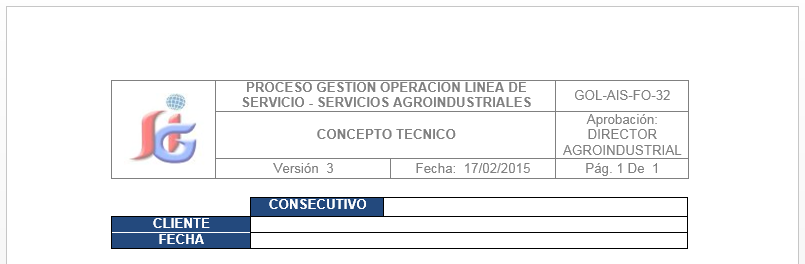 PROCESO GESTION OPERACION LINEA DE
SERVICIO - SERVICIOS AGROINDUSTRIALES
GOL-AIS-FO-32
CONCEPTO TECNICO
Aprobación:
DIRECTOR
AGROINDUSTRIAL
Versión 3
Fecha: 17/02/2015
Pág. 1 De 1
CONSECUTIVO
CLIENTE
FECHA